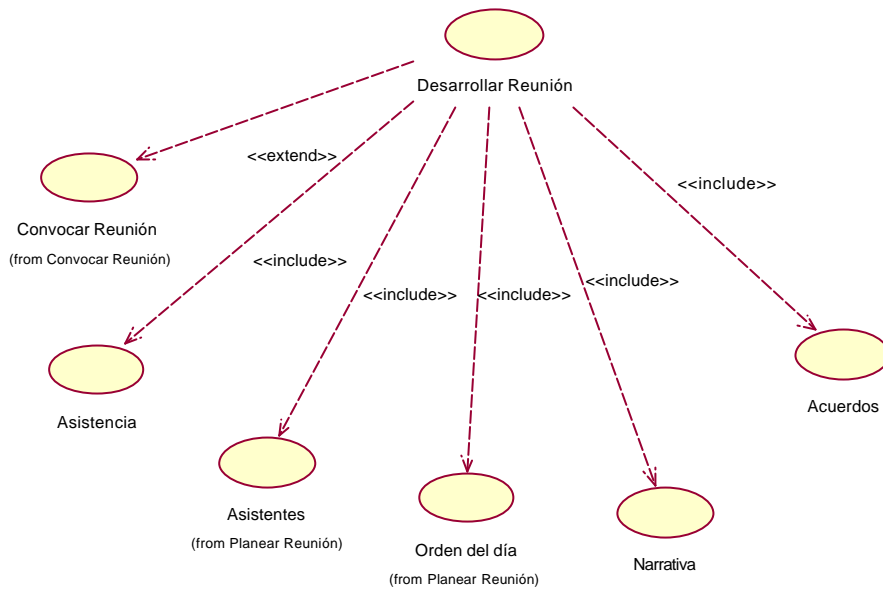 Desarrollar Reunión
<<extend>>
<<include>>
Convocar Reunión
(from Convocar Reunión)
<<include>>
<<include>>
<<include>>
<<include>>
Asistencia
Acuerdos
Asistentes
(from Planear Reunión)
Orden del día
(from Planear Reunión)
Narrativa